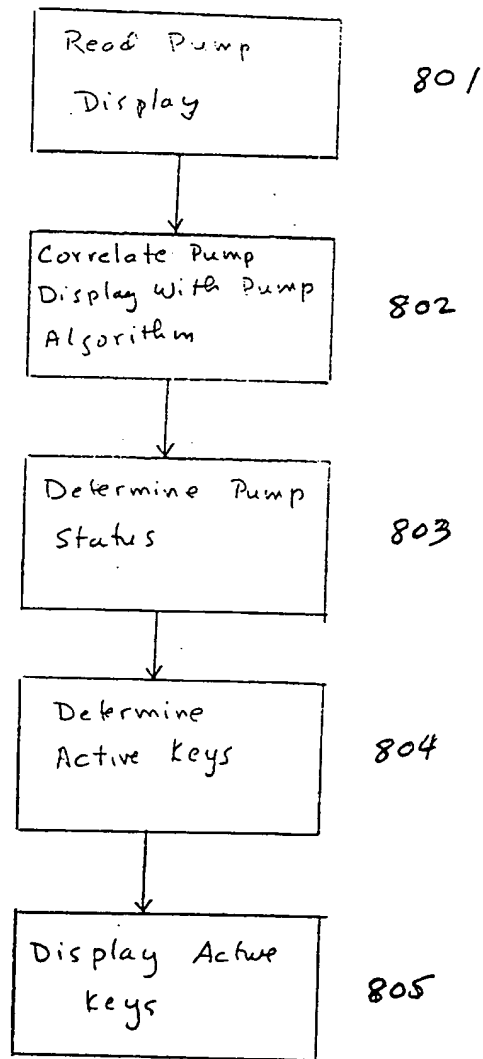 Read Pump
Display
801
Correlate Pump
Display with Pump
Algorithm
802
Determine Pump
Status
803
Determine
Active Keys
804
Display Active
Keys
805